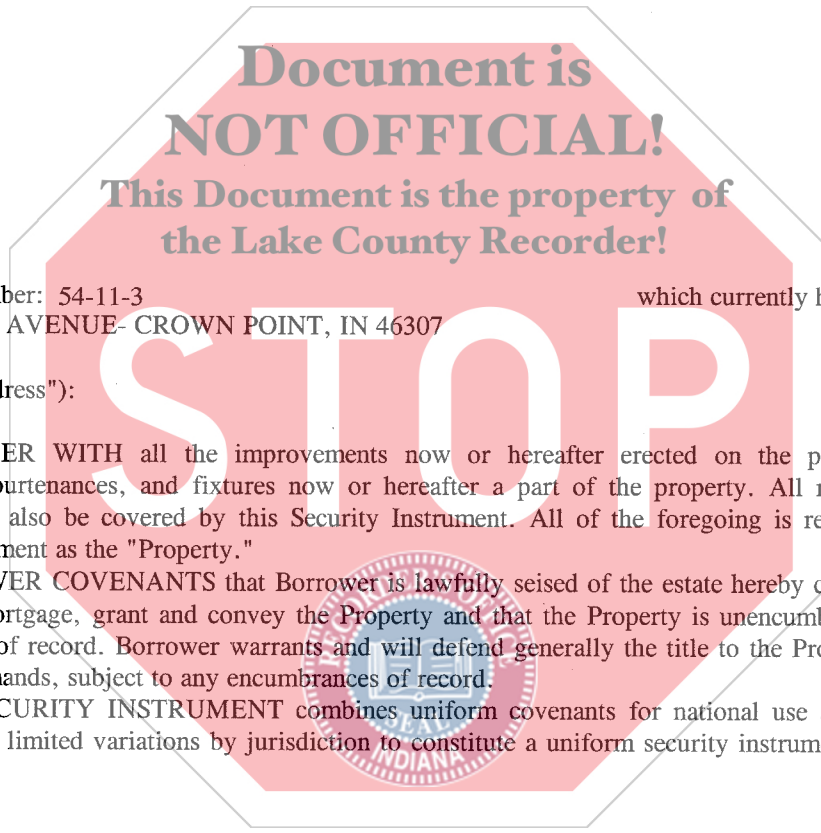 Document is
NOT OFFICIAL!
This Document is the property of
the Lake County Recorder!
ber: 54-11-3 which currently h
AVENUE- CROWN POINT, IN 46307
dress"):
STOP
ER WITH all the improvements now or hereafter erected on the p
purtenances, and fixtures now or hereafter a part of the property. All r
also be covered by this Security Instrument. All of the foregoing is re
ment as the "Property."
VER COVENANTS that Borrower is lawfully seised of the estate hereby c
ortgage, grant and convey the Property and that the Property is unencumb
of record. Borrower warrants and will defend generally the title to the Pro
nands, subject to any encumbrances of record.
CURITY INSTRUMENT combines uniform covenants for national use
limited variations by jurisdiction to constitute a uniform security instrum
RECORDER'S OFFICE
SEAL
INDIANA